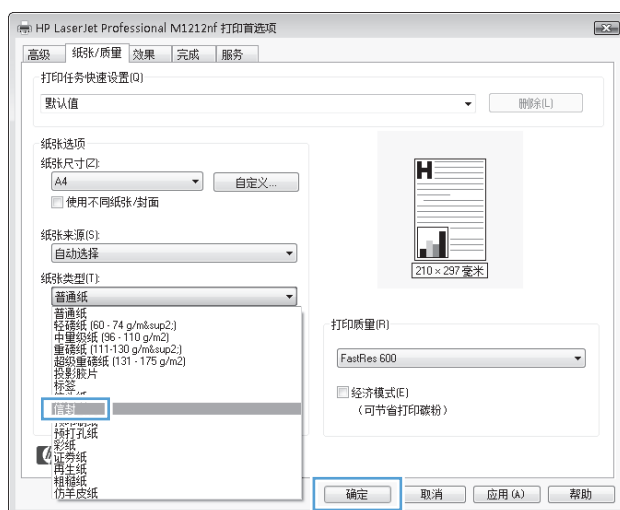 HP LaserJet Professional M1212nf 打印首选项
高级 纸张/质量 效果 完成 服务
打印任务快速设置(Q)
默认值
删除(L)
纸张选项
纸张尺寸(Z):
A4
自定义...
使用不同纸张/封面
纸张来源(S):
自动选择
纸张类型(T):
普通纸
普通纸
轻磅纸 (60 - 74 g/m&sup2;)
中量级纸 (96 - 110 g/m2)
重磅纸 (111-130 g/m&sup2;)
超级重磅纸 (131 - 175 g/m2)
投影胶片
标签
信封
预打孔纸
彩纸
证券纸
再生纸
粗糙纸
仿羊皮纸
H
210 × 297 毫米
打印质量(R)
FastRes 600
经济模式(E)
(可节省打印碳粉)
确定 取消 应用(A) 帮助